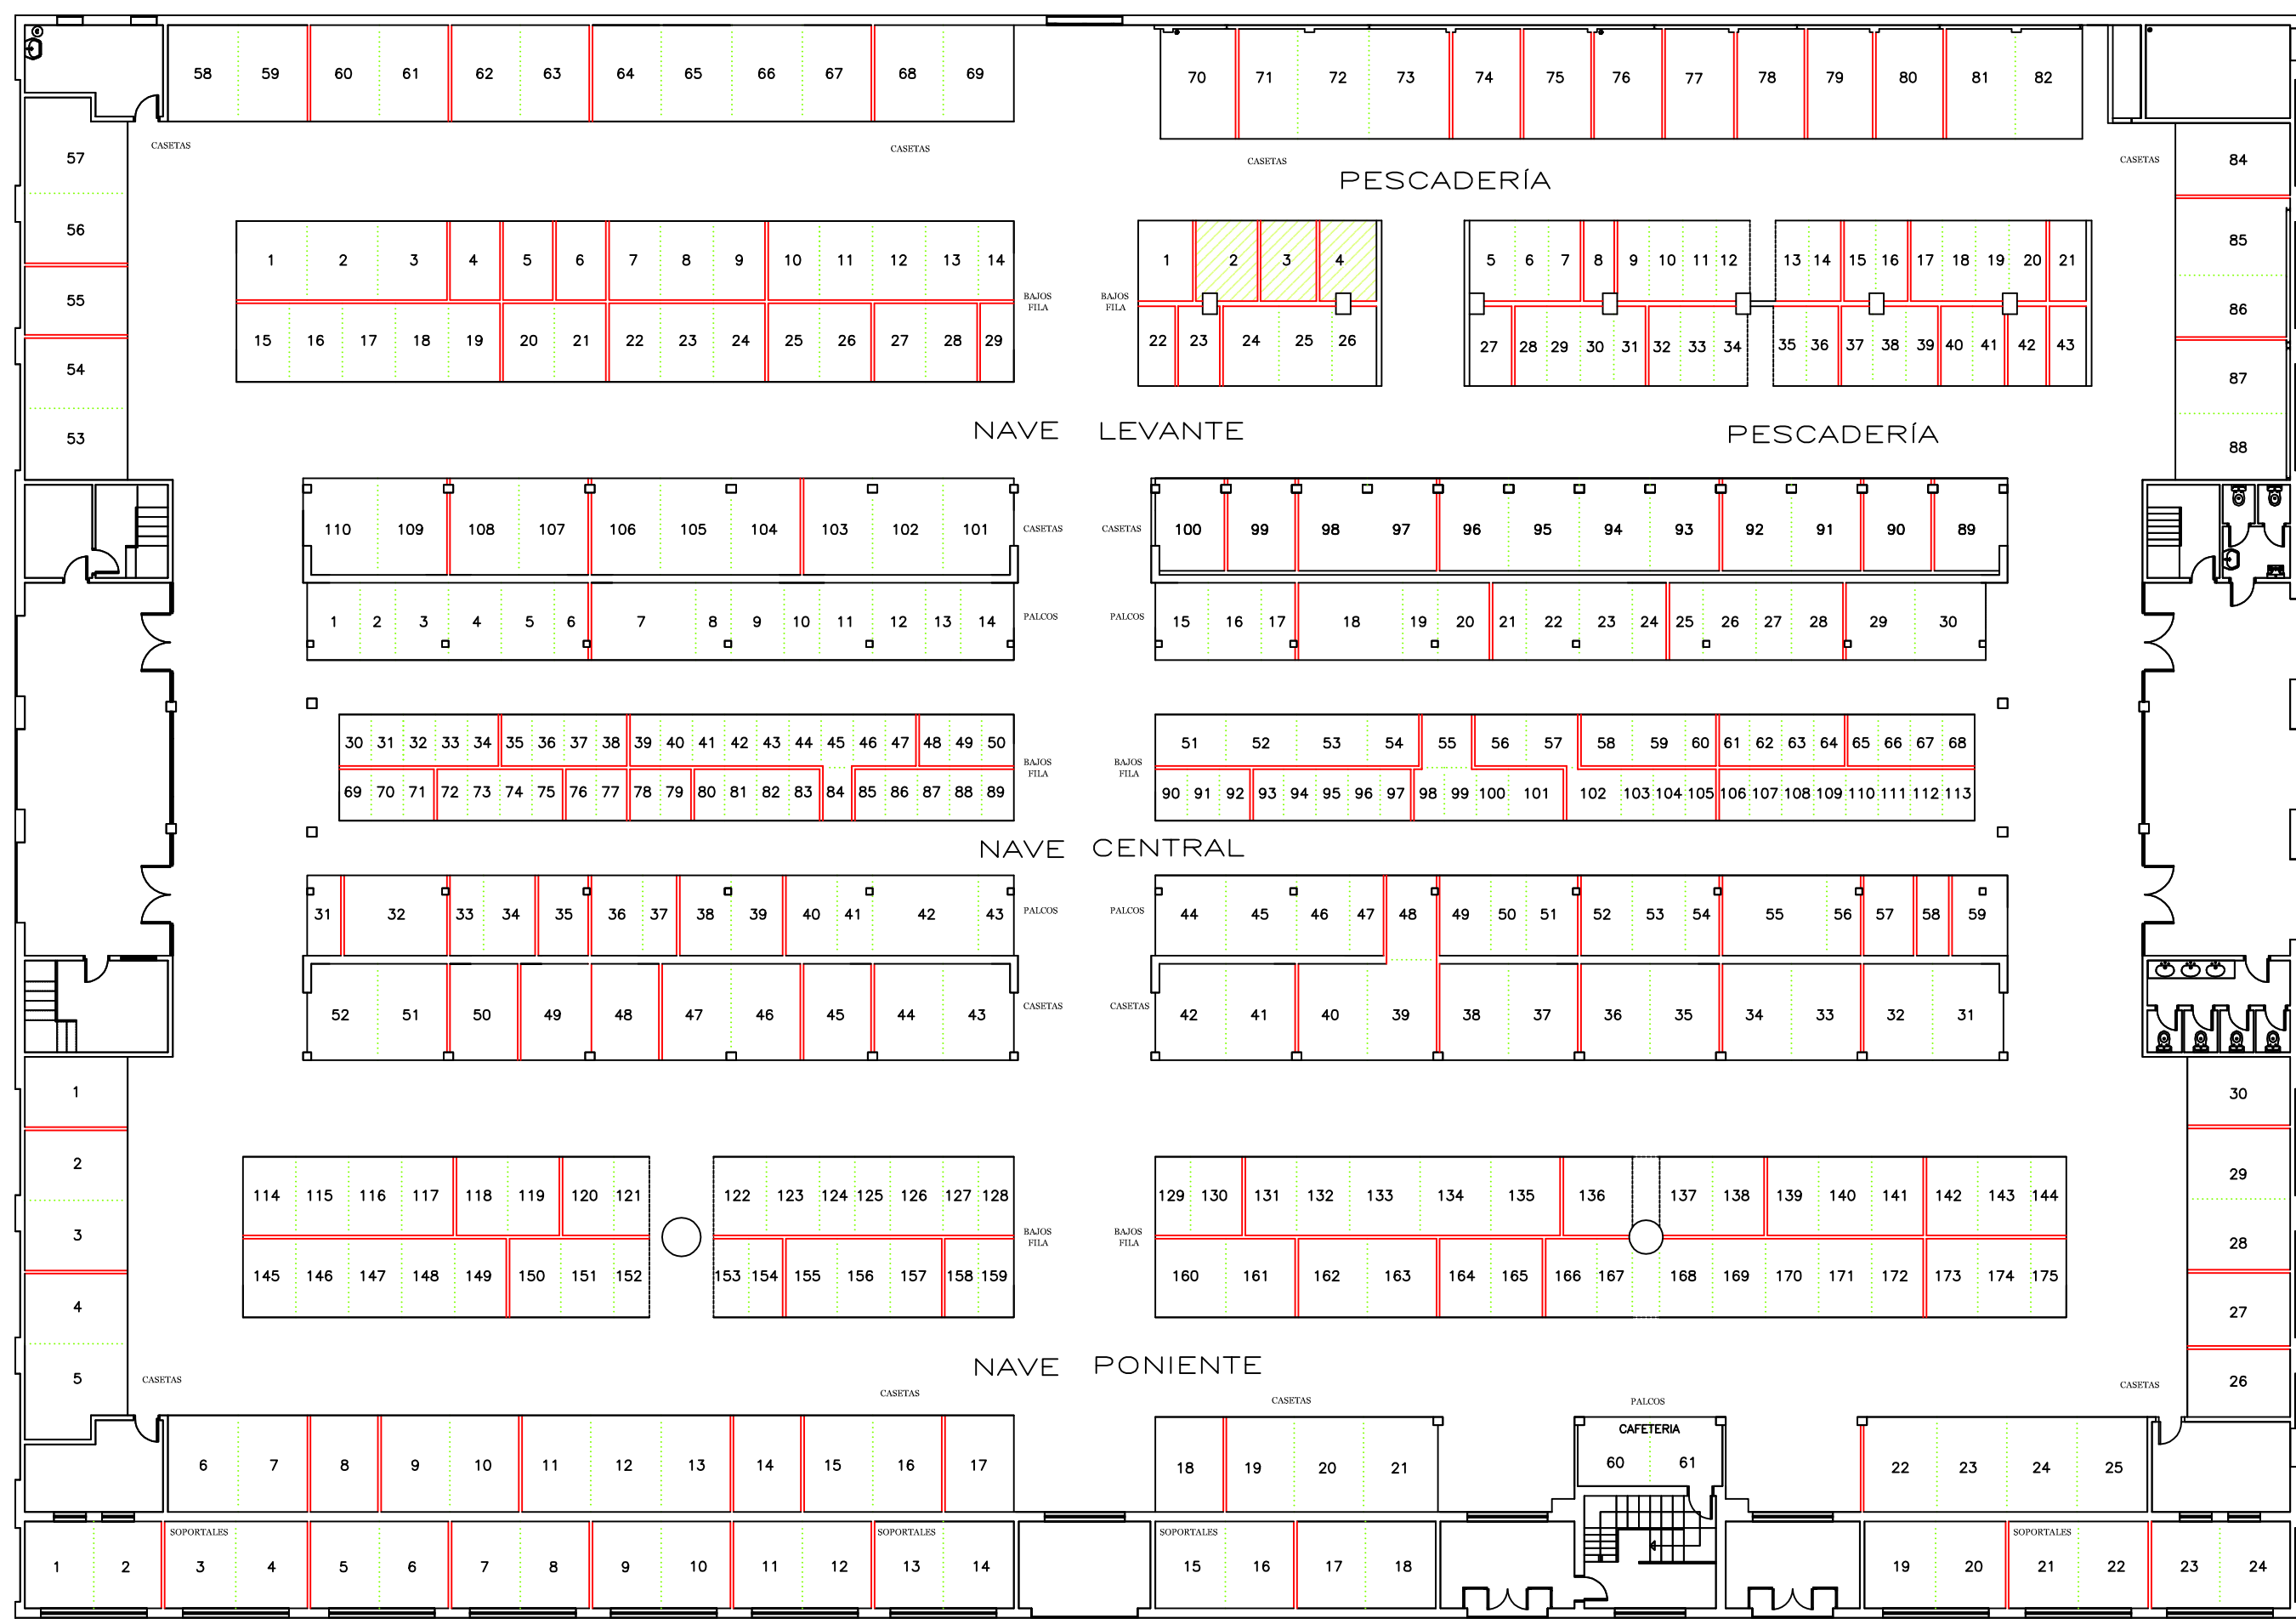 58 59 60 61 62 63 64 65 66 67 68 69
70 71 72 73 74 75 76 77 78 79 80 81 82
CASETAS CASETAS CASETAS CASETAS
57 84
PESCADERÍA
56 85
1 2 3 4 5 6 7 8 9 10 11 12 13 14
1 2 3 4 5 6 7 8 9 10 11 12 13 14 15 16 17 18 19 20 21
55 86
BAJOS FILA BAJOS FILA
15 16 17 18 19 20 21 22 23 24 25 26 27 28 29
22 23 24 25 26 27 28 29 30 31 32 33 34 35 36 37 38 39 40 41 42 43
54 87
53 88
NAVE LEVANTE PESCADERÍA
110 109 108 107 106 105 104 103 102 101 CASETAS
CASETAS 100 99 98 97 96 95 94 93 92 91 90 89
1 2 3 4 5 6 7 8 9 10 11 12 13 14 PALCOS
PALCOS 15 16 17 18 19 20 21 22 23 24 25 26 27 28 29 30
30 31 32 33 34 35 36 37 38 39 40 41 42 43 44 45 46 47 48 49 50
51 52 53 54 55 56 57 58 59 60 61 62 63 64 65 66 67 68
BAJOS FILA BAJOS FILA
69 70 71 72 73 74 75 76 77 78 79 80 81 82 83 84 85 86 87 88 89
90 91 92 93 94 95 96 97 98 99 100 101 102 103 104 105 106 107 108 109 110 111 112 113
NAVE CENTRAL
31 32 33 34 35 36 37 38 39 40 41 42 43 PALCOS
PALCOS 44 45 46 47 48 49 50 51 52 53 54 55 56 57 58 59
52 51 50 49 48 47 46 45 44 43 CASETAS
CASETAS 42 41 40 39 38 37 36 35 34 33 32 31
1 30
2 29
114 115 116 117 118 119 120 121 122 123 124 125 126 127 128
129 130 131 132 133 134 135 136 137 138 139 140 141 142 143 144
3 28
BAJOS FILA BAJOS FILA
145 146 147 148 149 150 151 152 153 154 155 156 157 158 159
160 161 162 163 164 165 166 167 168 169 170 171 172 173 174 175
4 27
NAVE PONIENTE
5 26
CASETAS CASETAS CASETAS PALCOS CASETAS
CAFETERIA
6 7 8 9 10 11 12 13 14 15 16 17
18 19 20 21 60 61 22 23 24 25
SOPORTALES SOPORTALES SOPORTALES SOPORTALES
1 2 3 4 5 6 7 8 9 10 11 12 13 14
15 16 17 18 19 20 21 22 23 24